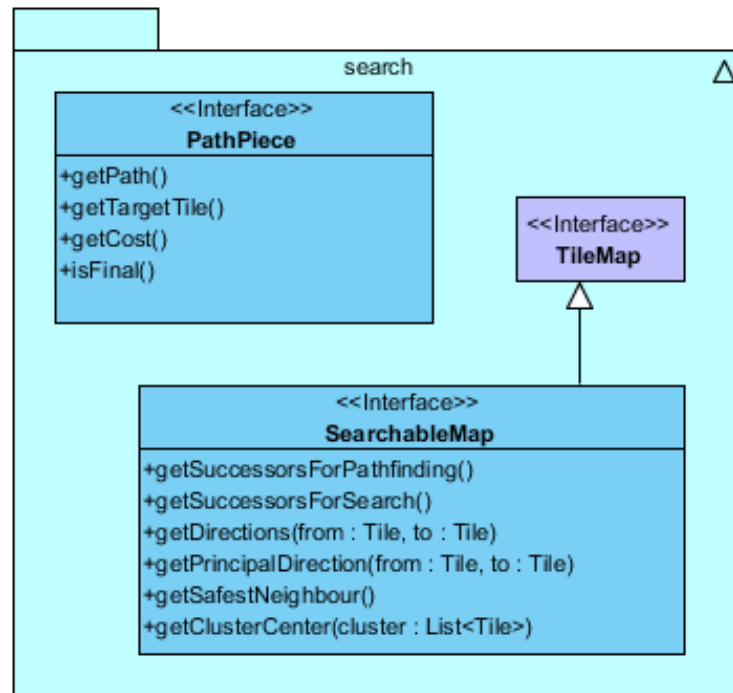 search
<<Interface>>
PathPiece
+getPath()
+getTargetTile()
+getCost()
+isFinal()
<<Interface>>
TileMap
<<Interface>>
SearchableMap
+getSuccessorsForPathfinding()
+getSuccessorsForSearch()
+getDirections(from : Tile, to : Tile)
+getPrincipalDirection(from : Tile, to : Tile)
+getSafestNeighbour()
+getClusterCenter(cluster : List<Tile>)